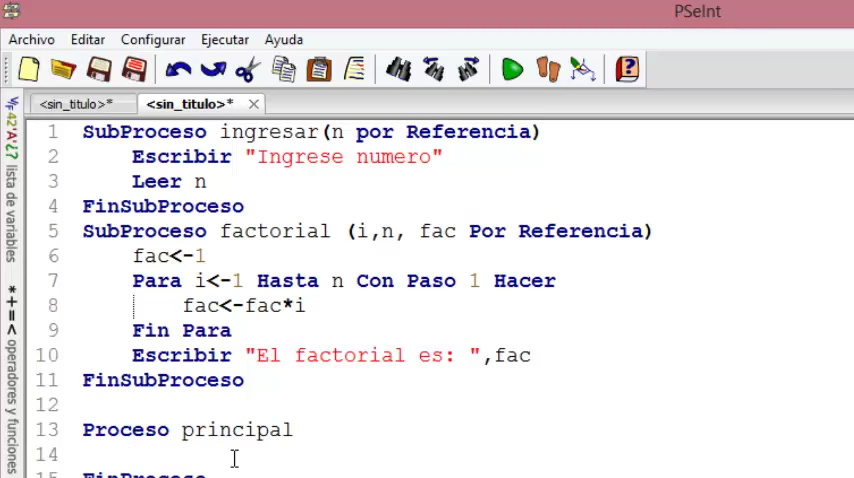 PSeInt
Archivo Editar Configurar Ejecutar Ayuda
<sin_titulo>* <sin_titulo>*
1 SubProceso ingresar(n por Referencia)
2 Escribir "Ingrese numero"
3 Leer n
4 FinSubProceso
5 SubProceso factorial (i,n, fac Por Referencia)
6 fac<-1
7 Para i<-1 Hasta n Con Paso 1 Hacer
8 fac<-fac*i
9 Fin Para
10 Escribir "El factorial es: ",fac
11 FinSubProceso
12
13 Proceso principal
14
15 FinProceso
lista de variables
*+=< operadores y funciones